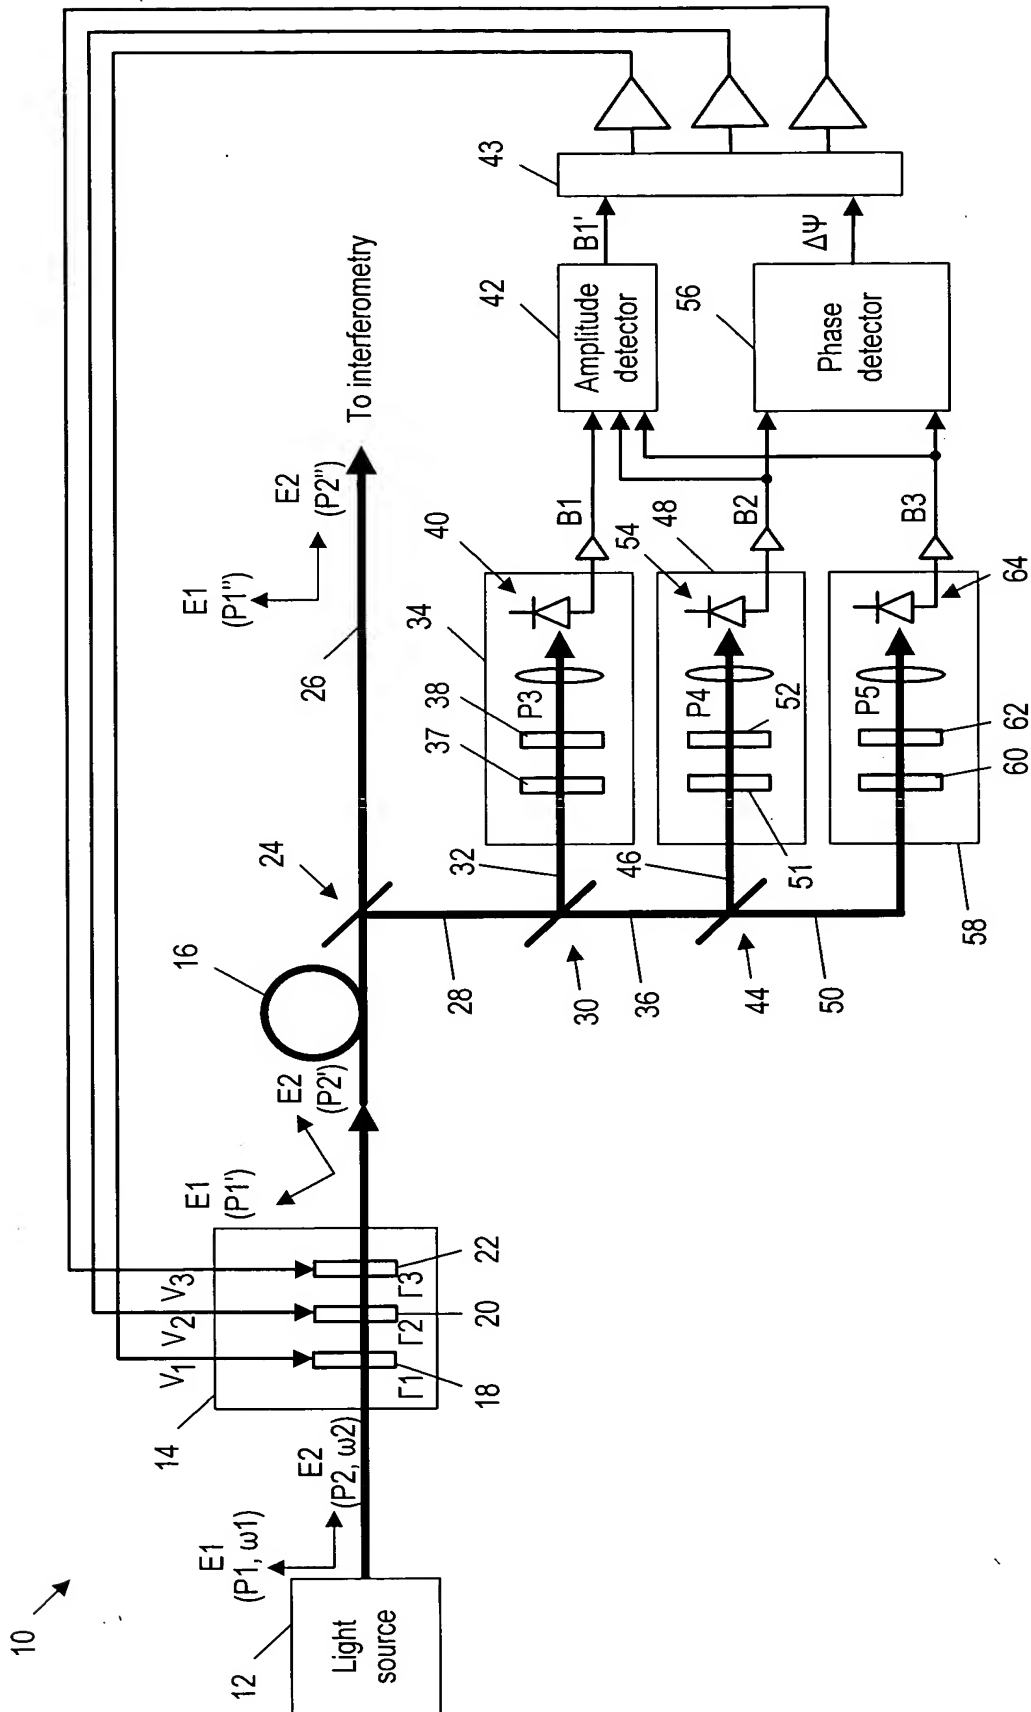 10
12
Light
source
E1
(P1, ω1)
E2
(P2, ω2)
14
V1
V2
V3
Γ1
Γ2
Γ3
18
20
22
E1
(P1')
E2
(P2')
16
24
26
E1
(P1")
E2
(P2")
To interferometry
28
30
36
44
50
32
34
37
38
P3
40
B1
46
48
51
52
P4
54
B2
58
60
62
P5
64
B3
42
Amplitude
detector
B1'
56
Phase
detector
ΔΨ
43